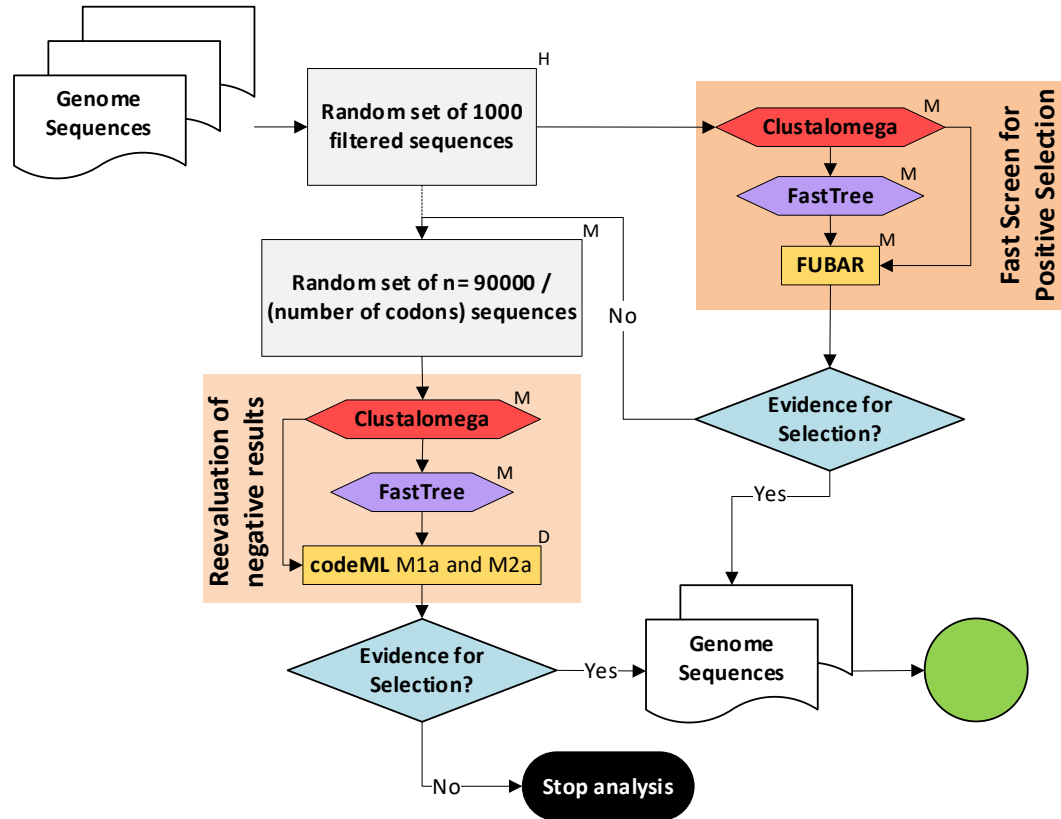 Genome
Sequences
H
Random set of 1000
filtered sequences
M
Clustalomega
M
FastTree
M
FUBAR
Fast Screen for
Positive Selection
M
Random set of n= 90000 /
(number of codons) sequences
No
Evidence for
Selection?
Yes
Reevaluation of
negative results
M
Clustalomega
M
FastTree
D
codeML M1a and M2a
Evidence for
Selection?
Yes
Genome
Sequences
No
Stop analysis